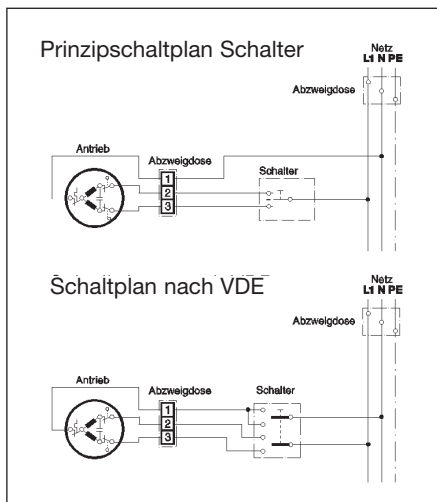 Prinzipschaltplan Schalter
Netz
L1 N PE
Abzweigdose
Antrieb
Abzweigdose
1
2
3
Schalter
Schaltplan nach VDE
Netz
L1 N PE
Abzweigdose
Antrieb
Abzweigdose
1
2
3
Schalter